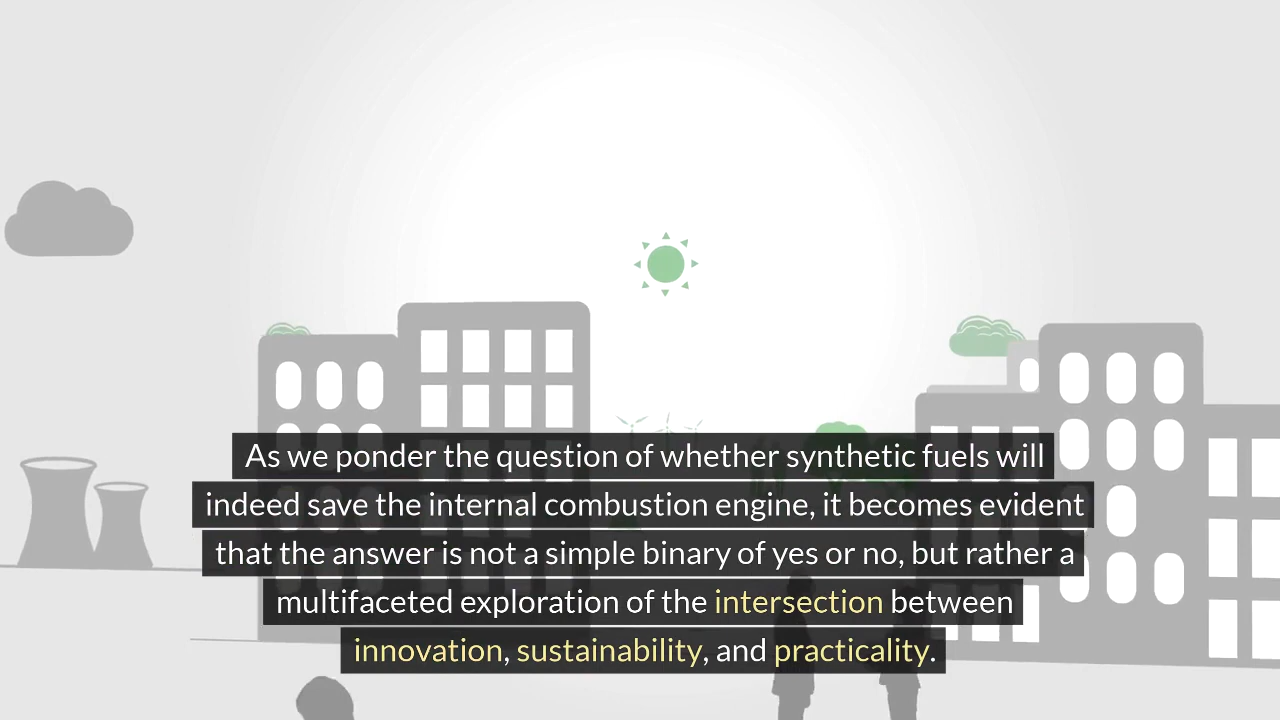 As we ponder the question of whether synthetic fuels will
indeed save the internal combustion engine, it becomes evident
that the answer is not a simple binary of yes or no, but rather a
multifaceted exploration of the intersection between
innovation, sustainability, and practicality.